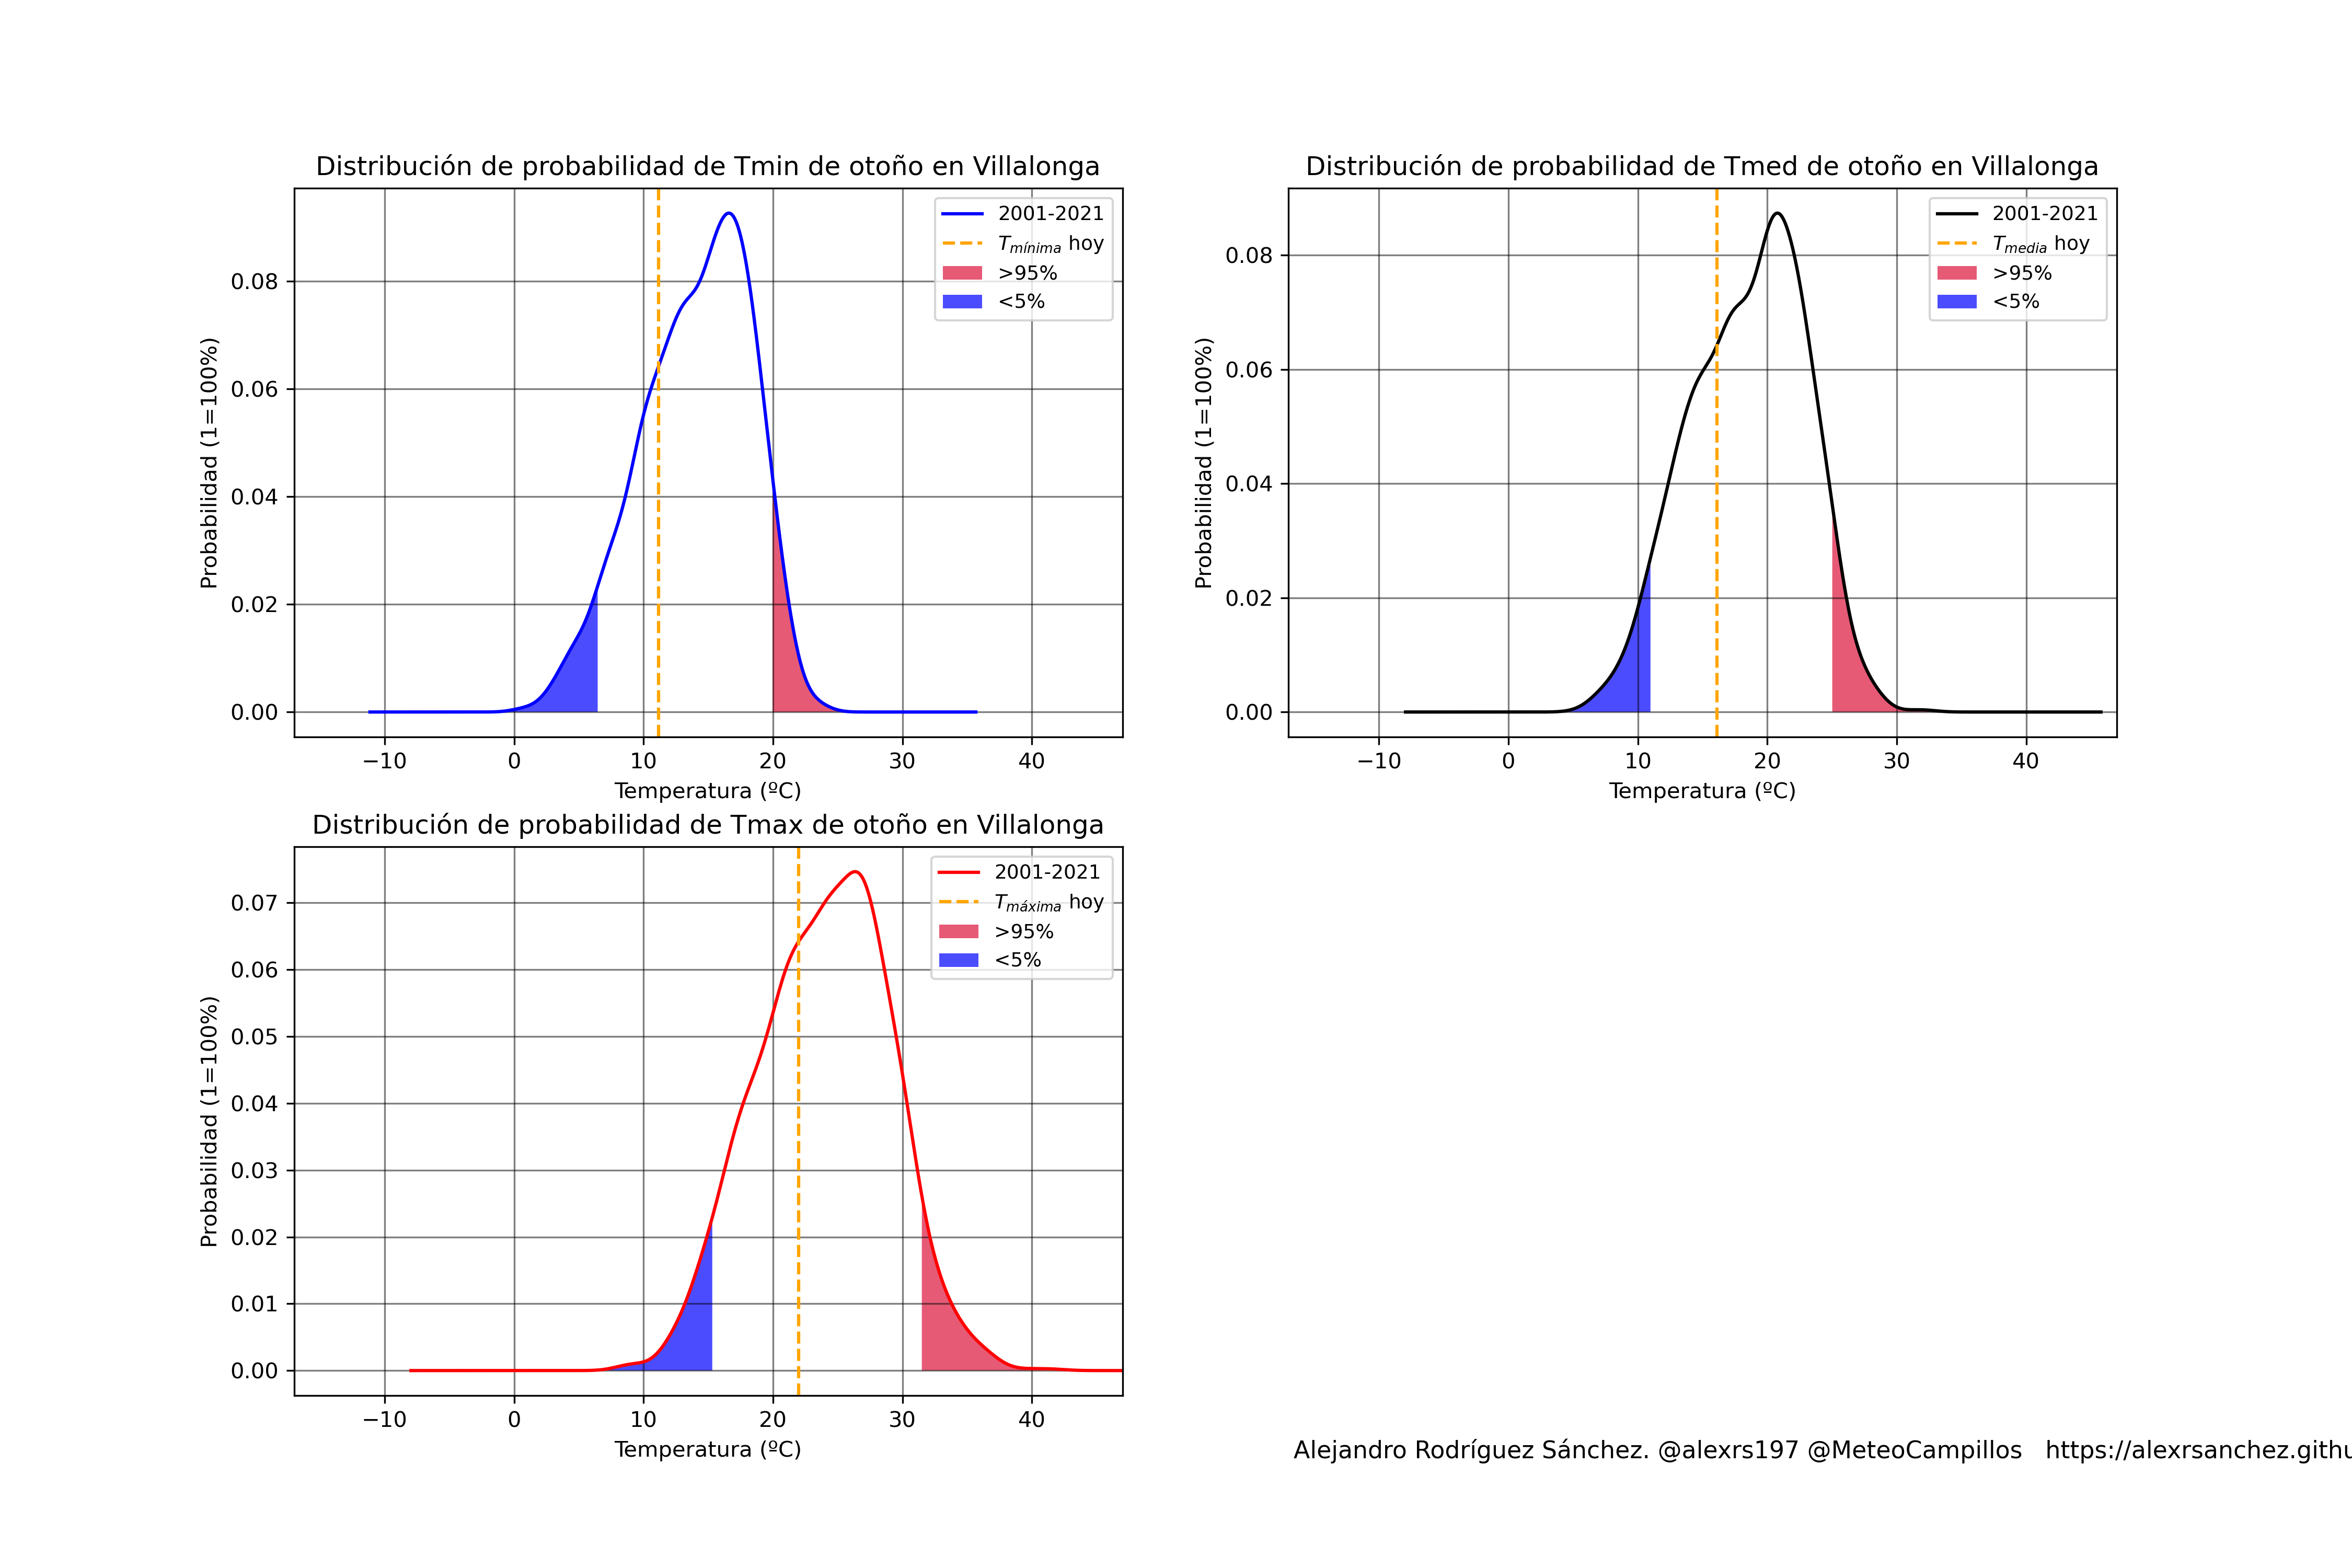 Distribución de probabilidad de Tmin de otoño en Villalonga
Probabilidad (1=100%)
0.08
0.06
0.04
0.02
0.00
2001-2021
Tmínima hoy
>95%
<5%
−10 0 10 20 30 40
Temperatura (ºC)
Distribución de probabilidad de Tmed de otoño en Villalonga
Probabilidad (1=100%)
0.08
0.06
0.04
0.02
0.00
2001-2021
Tmedia hoy
>95%
<5%
−10 0 10 20 30 40
Temperatura (ºC)
Distribución de probabilidad de Tmax de otoño en Villalonga
Probabilidad (1=100%)
0.07
0.06
0.05
0.04
0.03
0.02
0.01
0.00
2001-2021
Tmáxima hoy
>95%
<5%
−10 0 10 20 30 40
Temperatura (ºC)
Alejandro Rodríguez Sánchez. @alexrs197 @MeteoCampillos https://alexrsanchez.githu